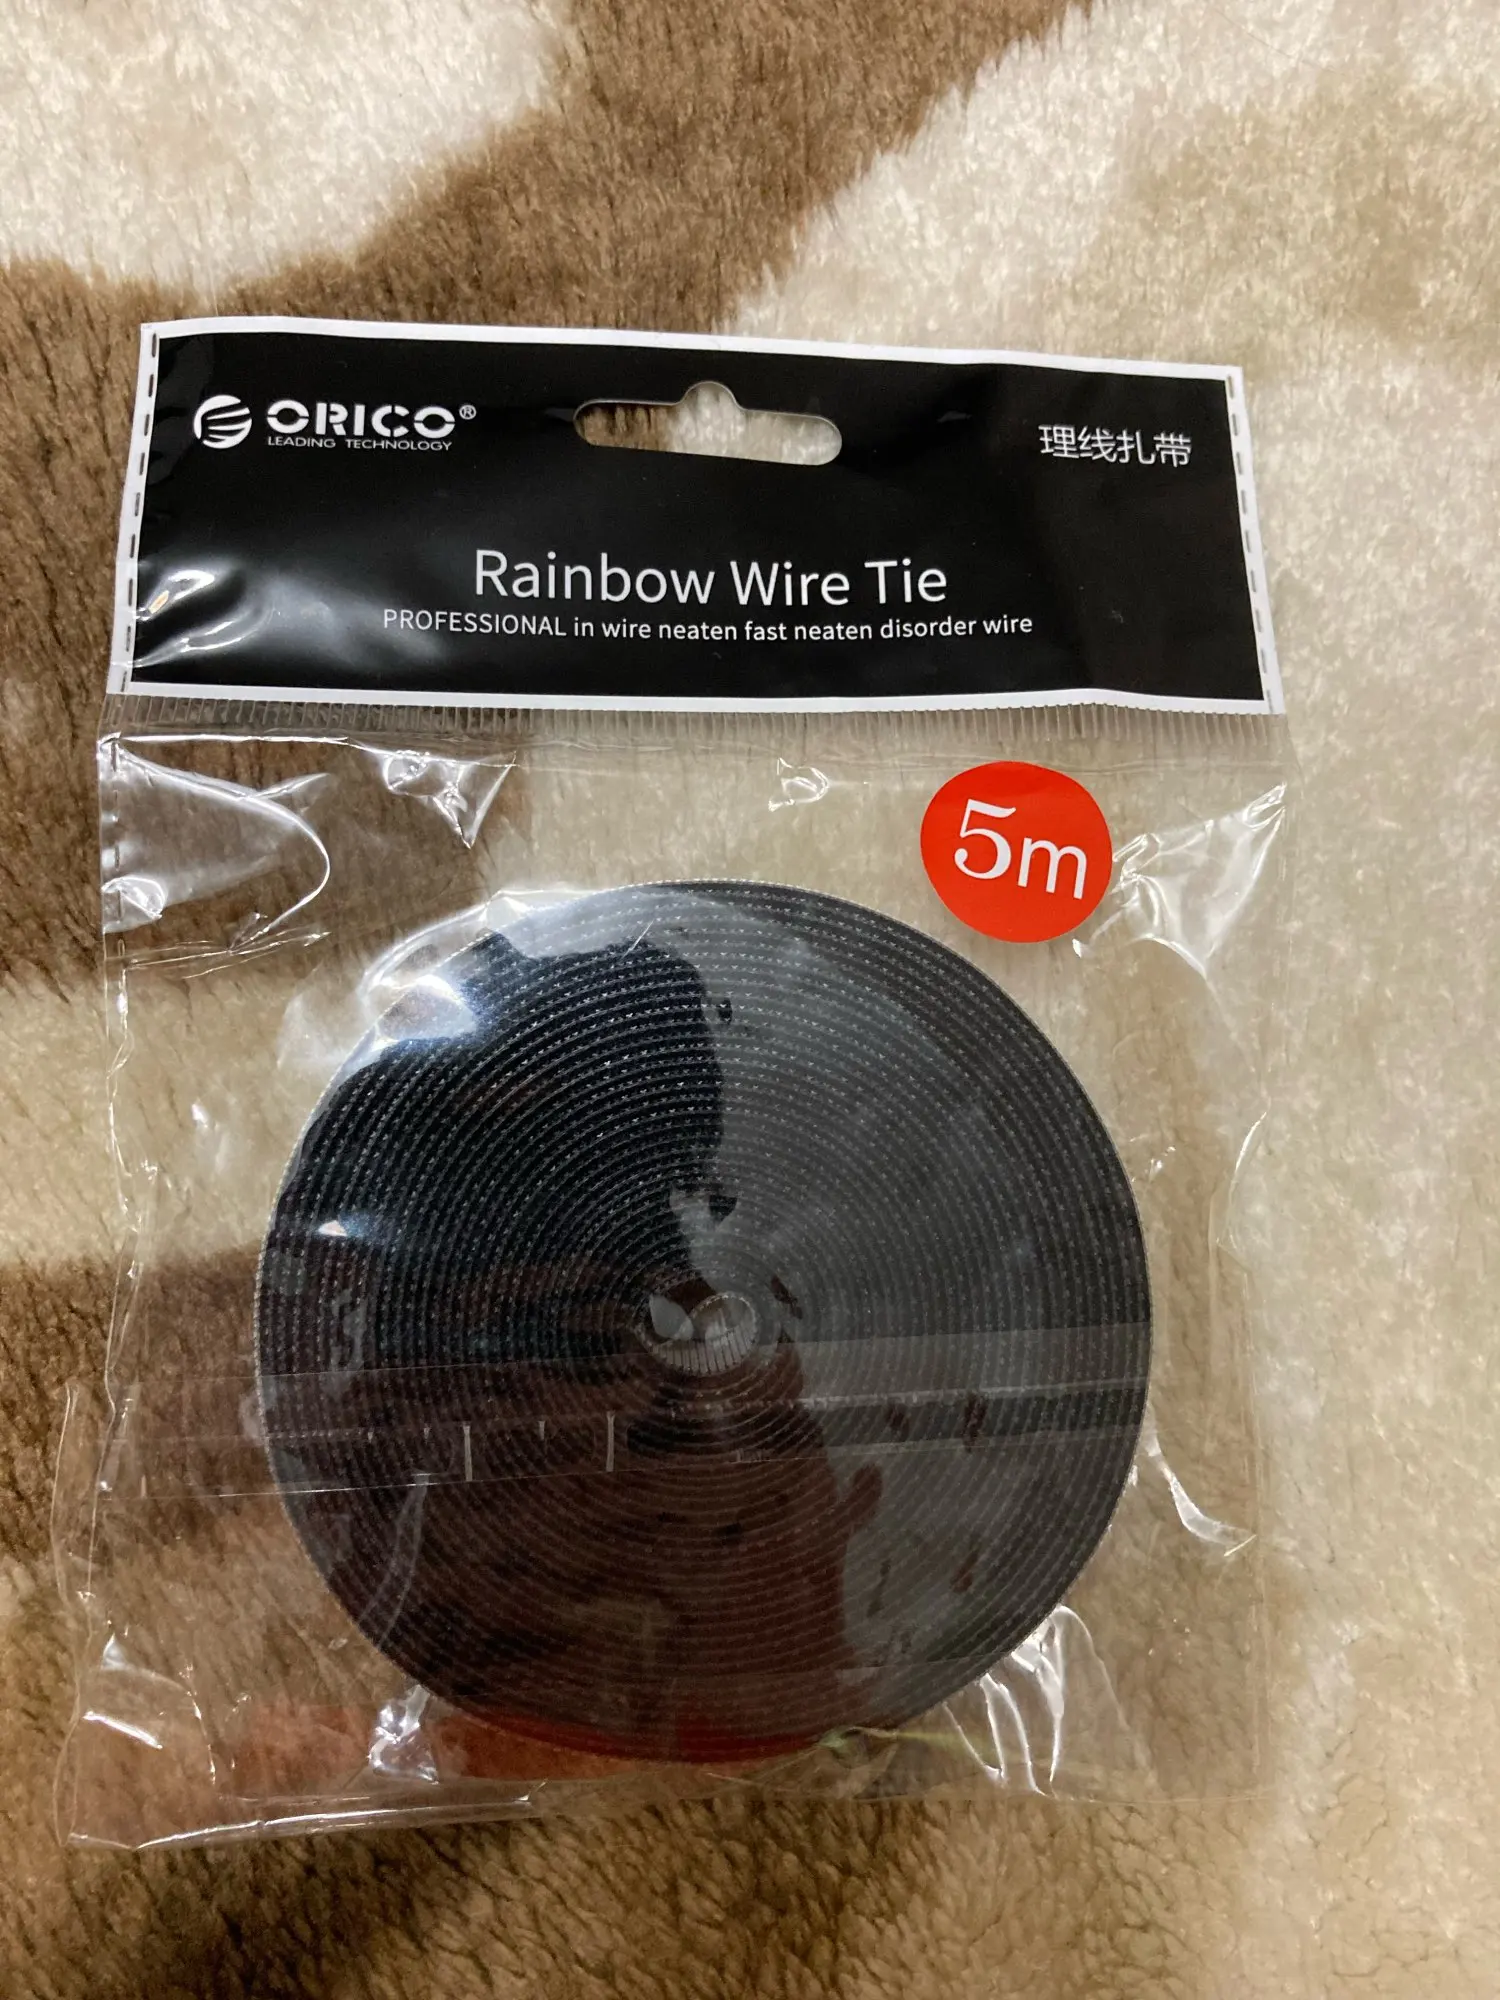 ORICO®
LEADING TECHNOLOGY
理线扎带
Rainbow Wire Tie
PROFESSIONAL in wire neaten fast neaten disorder wire
5m